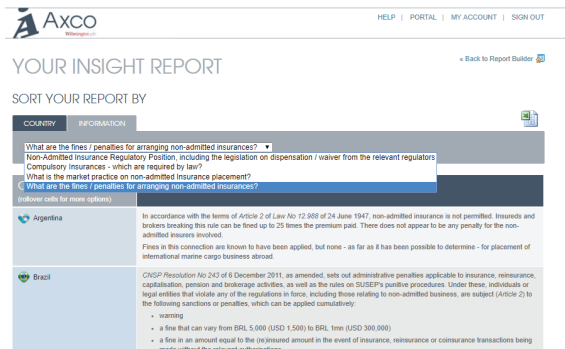 AXCO
Wilmington plc
HELP | PORTAL | MY ACCOUNT | SIGN OUT
YOUR INSIGHT REPORT
« Back to Report Builder
SORT YOUR REPORT BY
COUNTRY
INFORMATION
What are the fines / penalties for arranging non-admitted insurances? ▼
Non-Admitted Insurance Regulatory Position, including the legislation on dispensation / waiver from the relevant regulators
Compulsory Insurances - which are required by law?
What is the market practice on non-admitted Insurance placement?
What are the fines / penalties for arranging non-admitted insurances?
(rollover cells for more options)
Argentina
In accordance with the terms of Article 2 of Law No 12.988 of 24 June 1947, non-admitted insurance is not permitted. Insureds and
brokers breaking this rule can be fined up to 25 times the premium paid. There does not appear to be any penalty for the non-
admitted insurers involved.
Fines in this connection are known to have been applied, but none - as far as it has been possible to determine - for placement of
international marine cargo business abroad.
Brazil
CNSP Resolution No 243 of 6 December 2011, as amended, sets out administrative penalties applicable to insurance, reinsurance,
capitalisation, pension and brokerage activities, as well as the rules on SUSEP's punitive procedures. Under these, individuals or
legal entities that violate any of the regulations in force, including those relating to non-admitted business, are subject (Article 2) to
the following sanctions or penalties, which can be applied cumulatively:
• warning
• a fine that can vary from BRL 5,000 (USD 1,500) to BRL 1mn (USD 300,000)
• a fine in an amount equal to the (re)insured amount in the event of insurance, reinsurance or coinsurance transactions being
made without the relevant authorisations